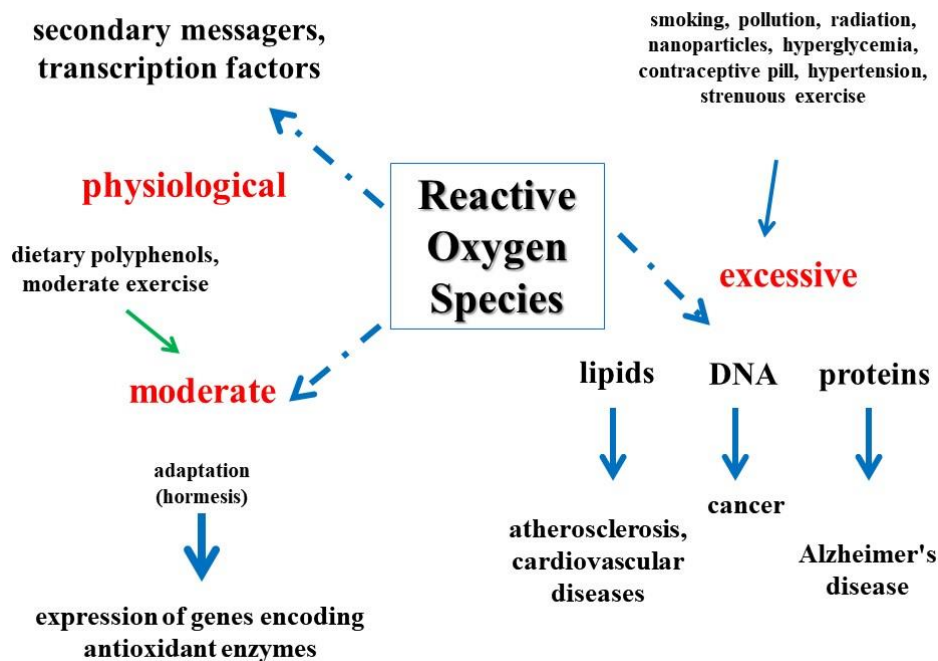 secondary messagers,
transcription factors
smoking, pollution, radiation,
nanoparticles, hyperglycemia,
contraceptive pill, hypertension,
strenuous exercise
physiological
Reactive
Oxygen
Species
dietary polyphenols,
moderate exercise
excessive
moderate
lipids
DNA
proteins
adaptation
(hormesis)
atherosclerosis,
cardiovascular
diseases
cancer
Alzheimer's
disease
expression of genes encoding
antioxidant enzymes